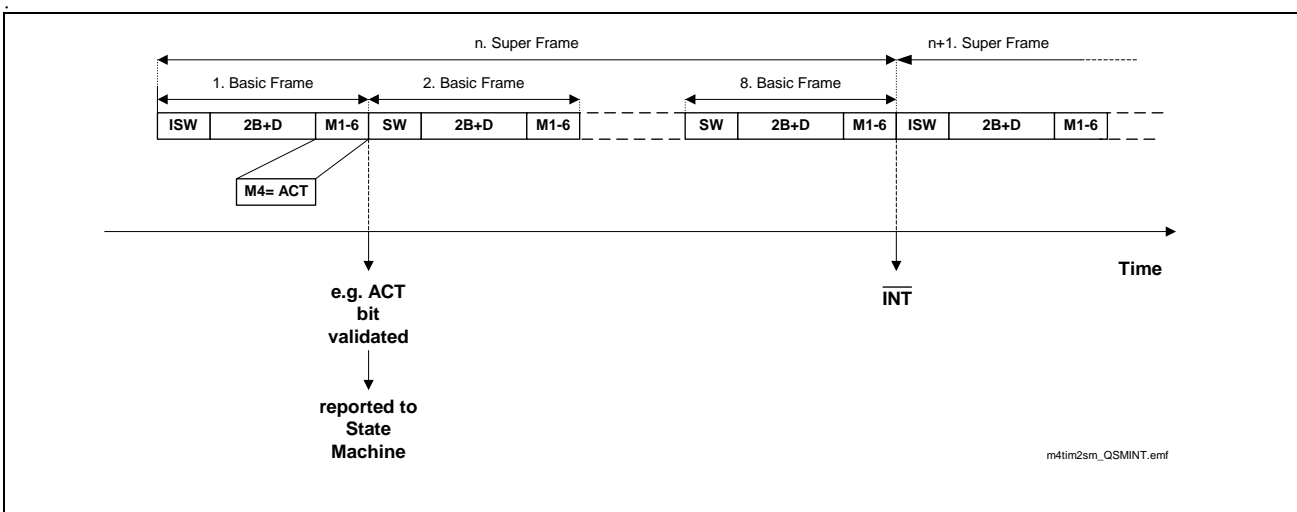 .
n. Super Frame n+1. Super Frame
1. Basic Frame 2. Basic Frame 8. Basic Frame
ISW 2B+D M1-6 SW 2B+D M1-6 SW 2B+D M1-6 ISW 2B+D M1-6
M4= ACT
Time
e.g. ACT
bit
validated
INT
reported to
State
Machine
m4tim2sm_QSMINT.emf